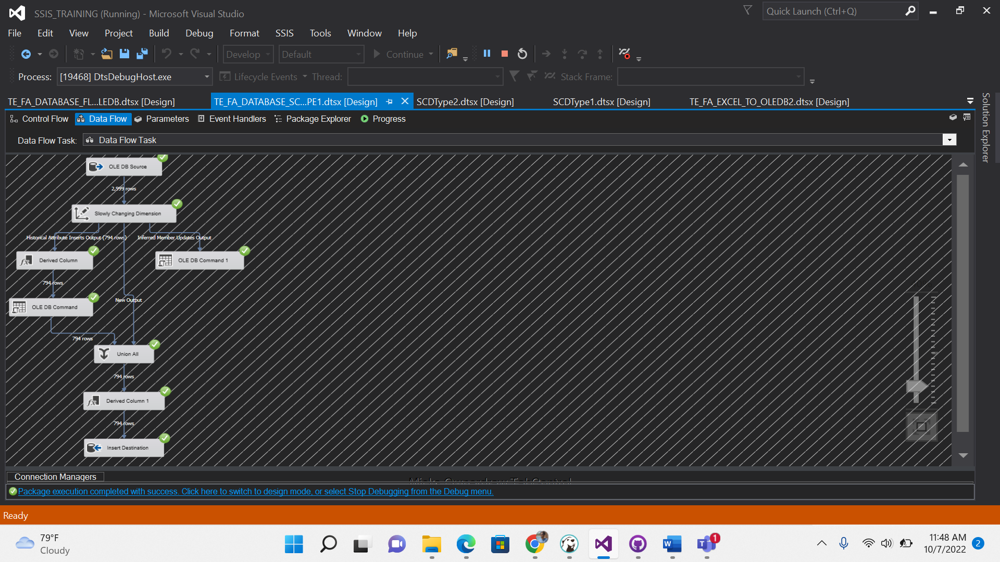 SSIS_TRAINING (Running) - Microsoft Visual Studio
Quick Launch (Ctrl+Q)
File Edit View Project Build Debug Format SSIS Tools Window Help
Develop Default Continue
Process: [19468] DtsDebugHost.exe Lifecycle Events Thread: Stack Frame:
TE_FA_DATABASE_FL...LEDB.dtsx [Design] TE_FA_DATABASE_SC...PE1.dtsx [Design] SCDType2.dtsx [Design] SCDType1.dtsx [Design] TE_FA_EXCEL_TO_OLEDB2.dtsx [Design]
Solution Explorer
Control Flow Data Flow Parameters Event Handlers Package Explorer Progress
Data Flow Task: Data Flow Task
OLE DB Source
2,999 rows
Slowly Changing Dimension
Historical Attribute Inserts Output (794 rows) Inferred Member Updates Output
Derived Column OLE DB Command 1
794 rows
New Output
OLE DB Command
794 rows
Union All
794 rows
Derived Column 1
794 rows
Insert Destination
Connection Managers
Package execution completed with success. Click here to switch to design mode, or select Stop Debugging from the Debug menu.
Ready
79°F
Cloudy
1
11:48 AM
10/7/2022
2